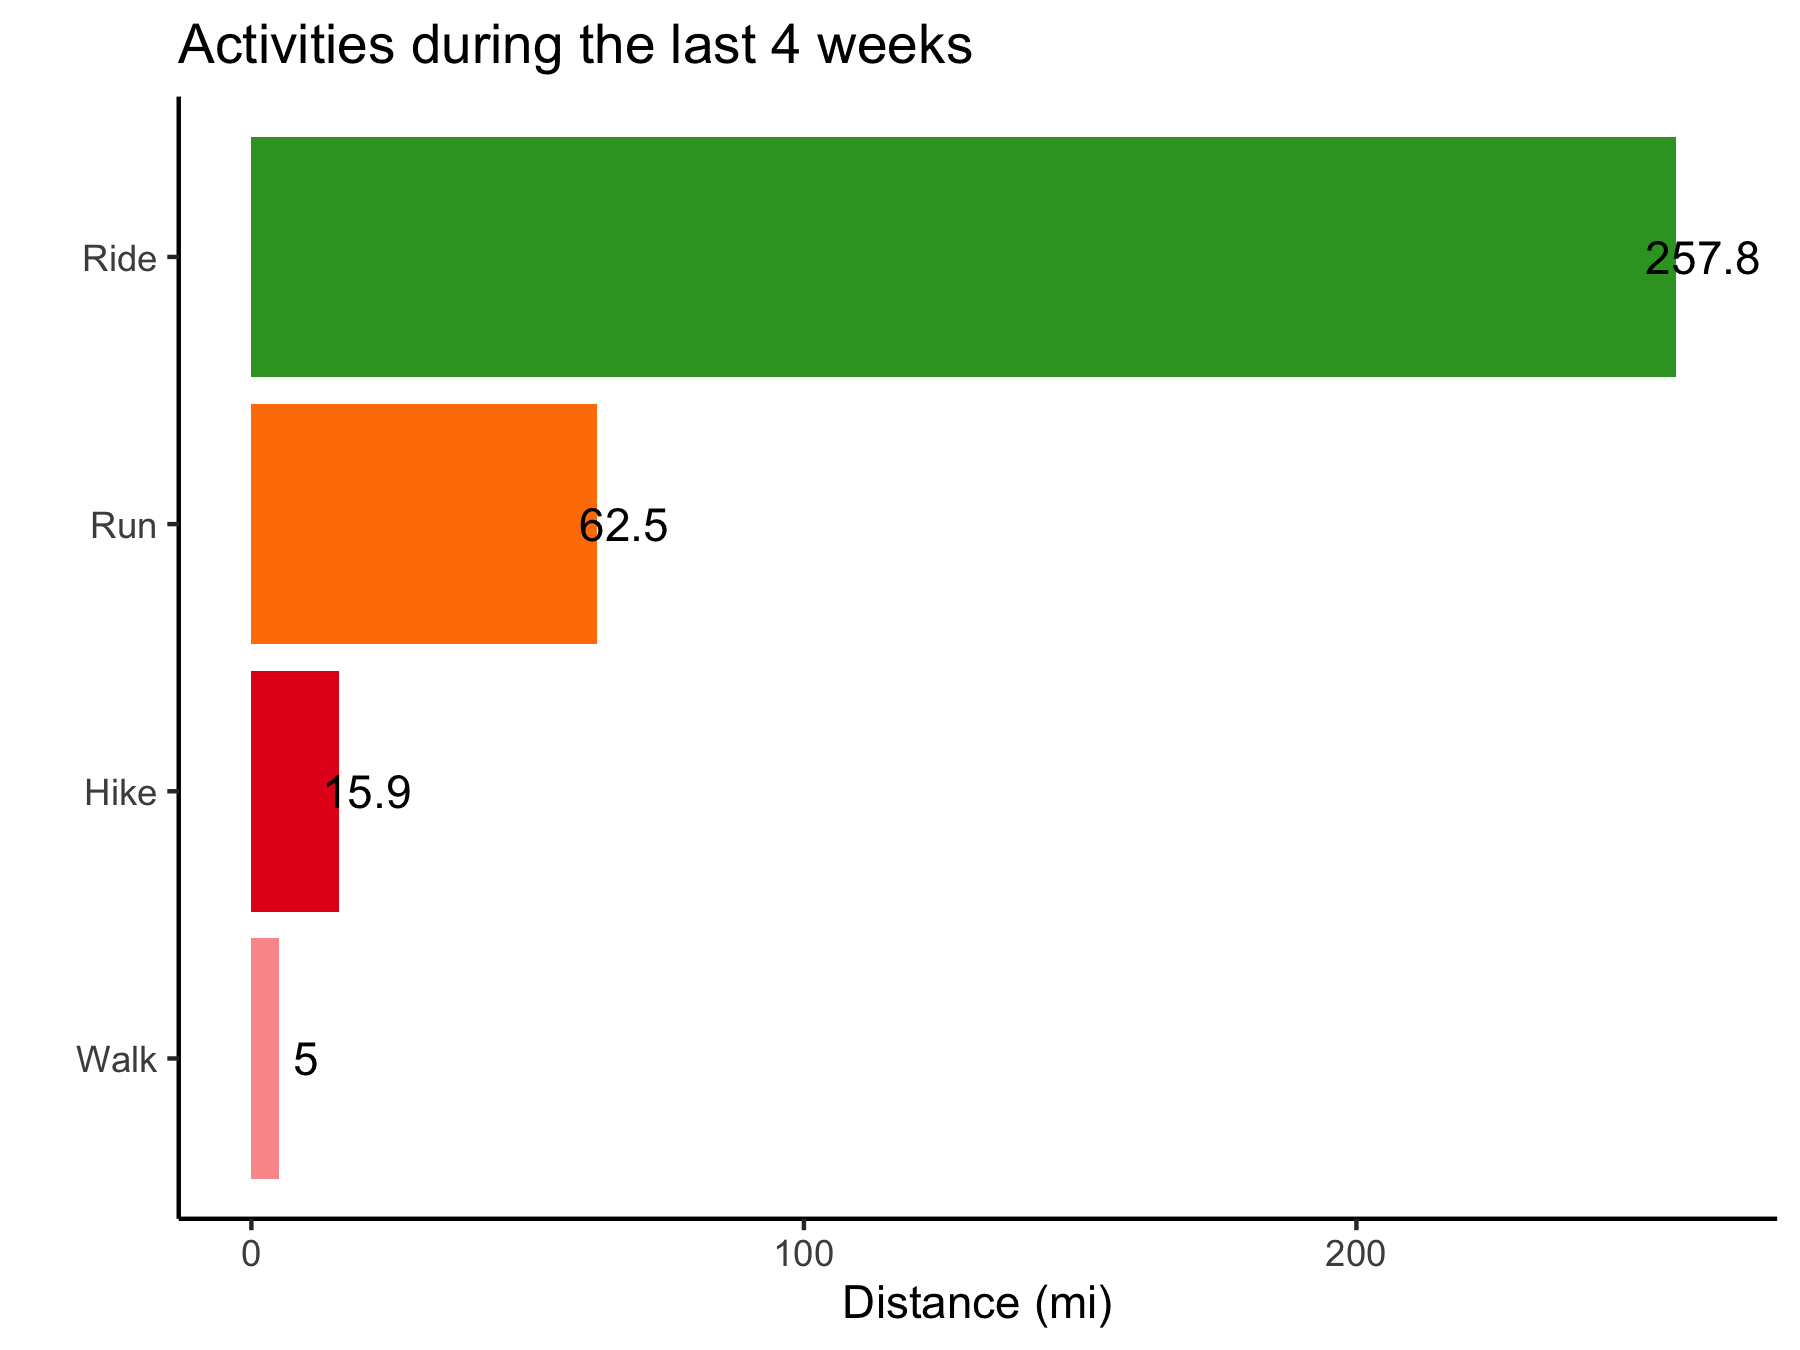 Activities during the last 4 weeks
Ride
257.8
Run
62.5
Hike
15.9
Walk
5
0 100 200
Distance (mi)